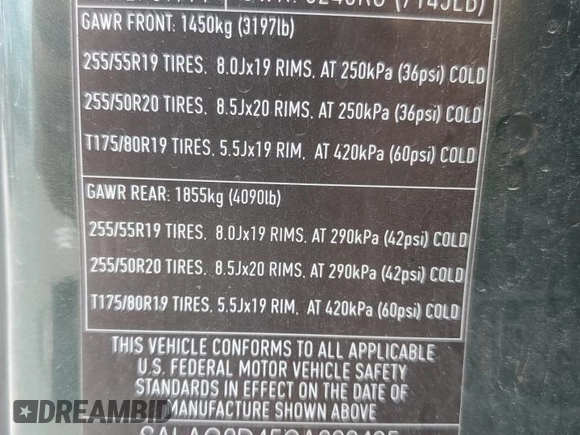 GAWR FRONT: 1450kg (3197lb)
255/55R19 TIRES. 8.0Jx19 RIMS, AT 250kPa (36psi) COLD
255/50R20 TIRES. 8.5Jx20 RIMS, AT 250kPa (36psi) COLD
T175/80R19 TIRES. 5.5Jx19 RIM, AT 420kPa (60psi) COLD
GAWR REAR: 1855kg (4090lb)
255/55R19 TIRES. 8.0Jx19 RIMS, AT 290kPa (42psi) COLD
255/50R20 TIRES. 8.5Jx20 RIMS, AT 290kPa (42psi) COLD
T175/80R19 TIRES. 5.5Jx19 RIM, AT 420kPa (60psi) COLD
THIS VEHICLE CONFORMS TO ALL APPLICABLE
U.S. FEDERAL MOTOR VEHICLE SAFETY
STANDARDS IN EFFECT ON THE DATE OF
MANUFACTURE SHOWN ABOVE
DREAMBID